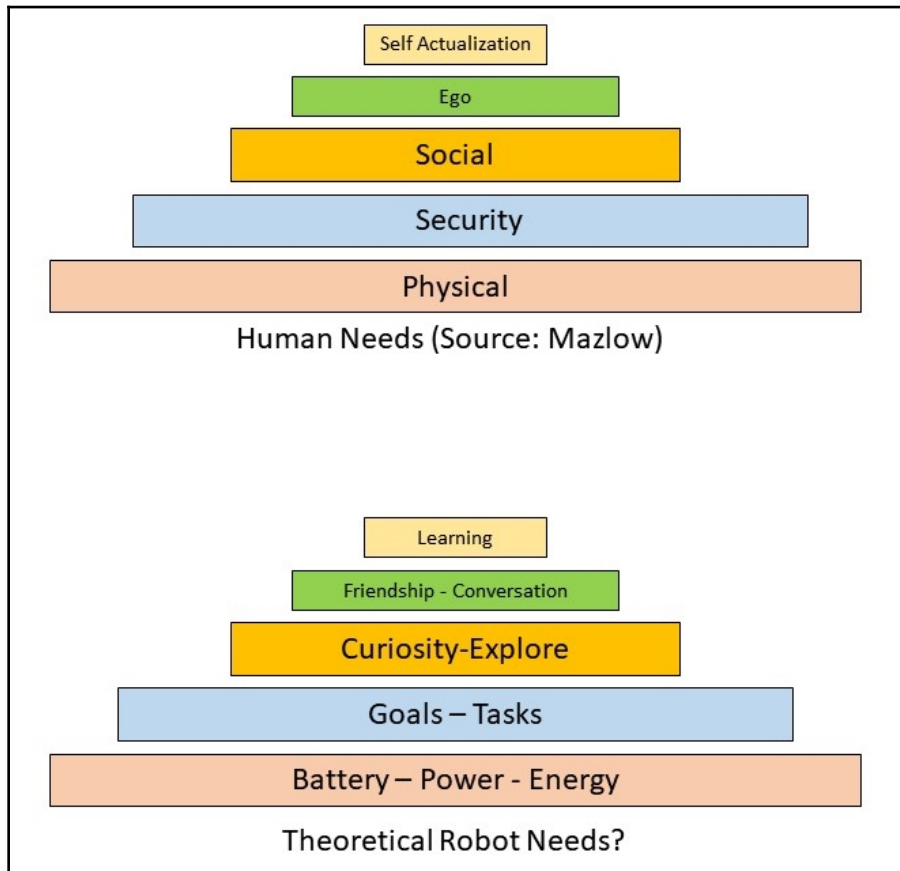 Self Actualization
Ego
Social
Security
Physical
Human Needs (Source: Mazlow)
Learning
Friendship - Conversation
Curiosity-Explore
Goals – Tasks
Battery – Power - Energy
Theoretical Robot Needs?